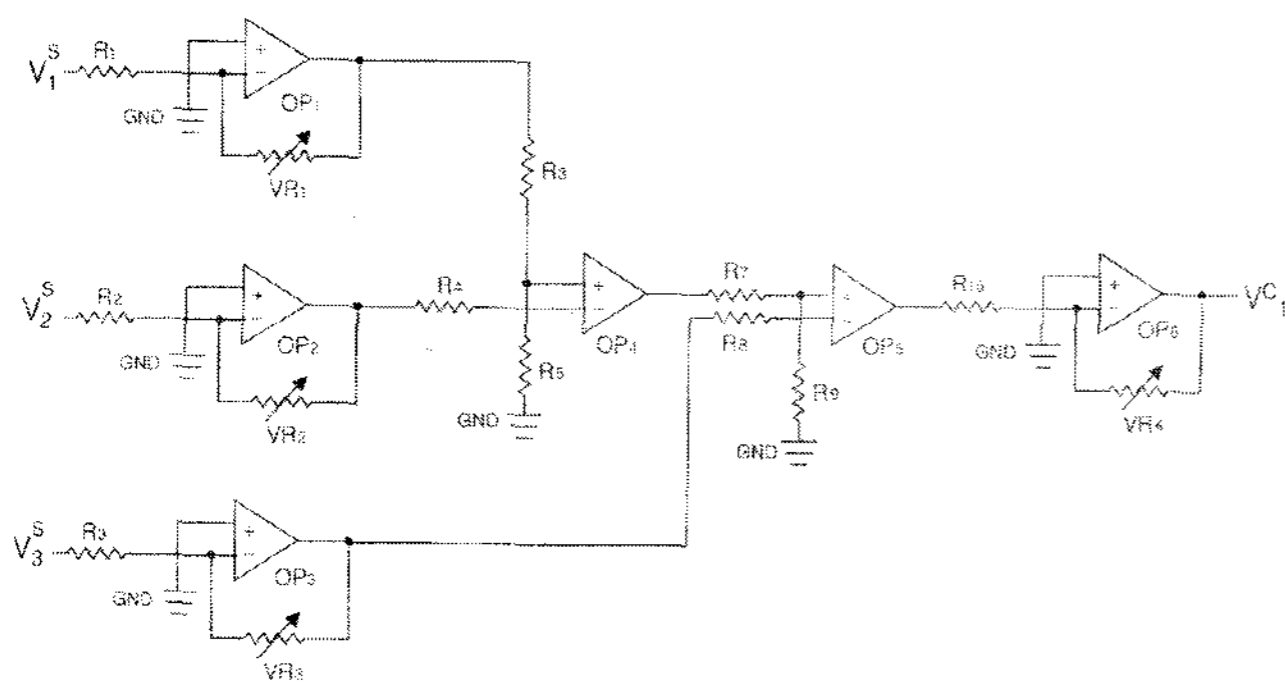 V₁ˢ
R₁
GND
OP₁
VR₁
R₃
V₂ˢ
R₂
GND
OP₂
VR₂
R₄
OP₄
R₅
GND
R₇
R₈
OP₅
R₉
GND
R₁₀
GND
OP₆
VR₄
Vᶜ₁
V₃ˢ
R₃
GND
OP₃
VR₃